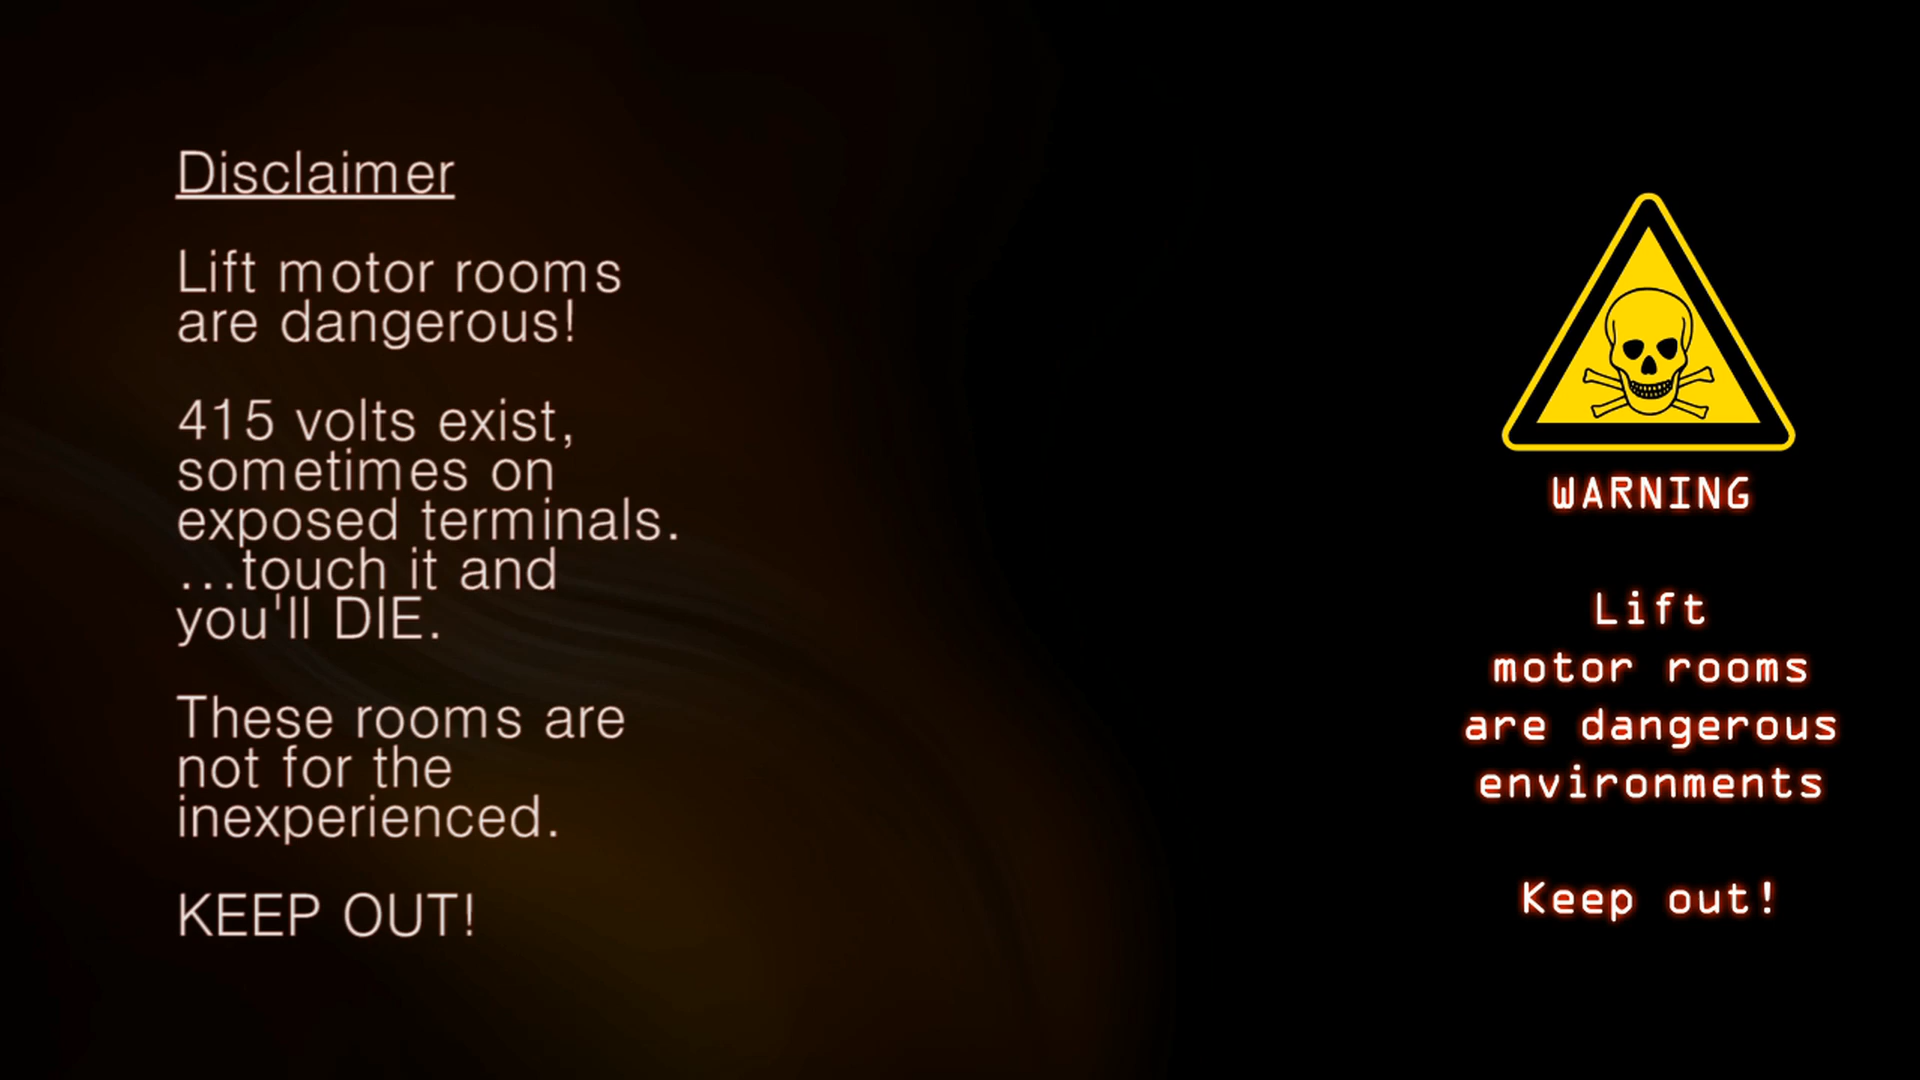 Disclaimer
Lift motor rooms
are dangerous!
415 volts exist,
sometimes on
exposed terminals.
...touch it and
you'll DIE.
These rooms are
not for the
inexperienced.
KEEP OUT!
WARNING
Lift
motor rooms
are dangerous
environments
Keep out!